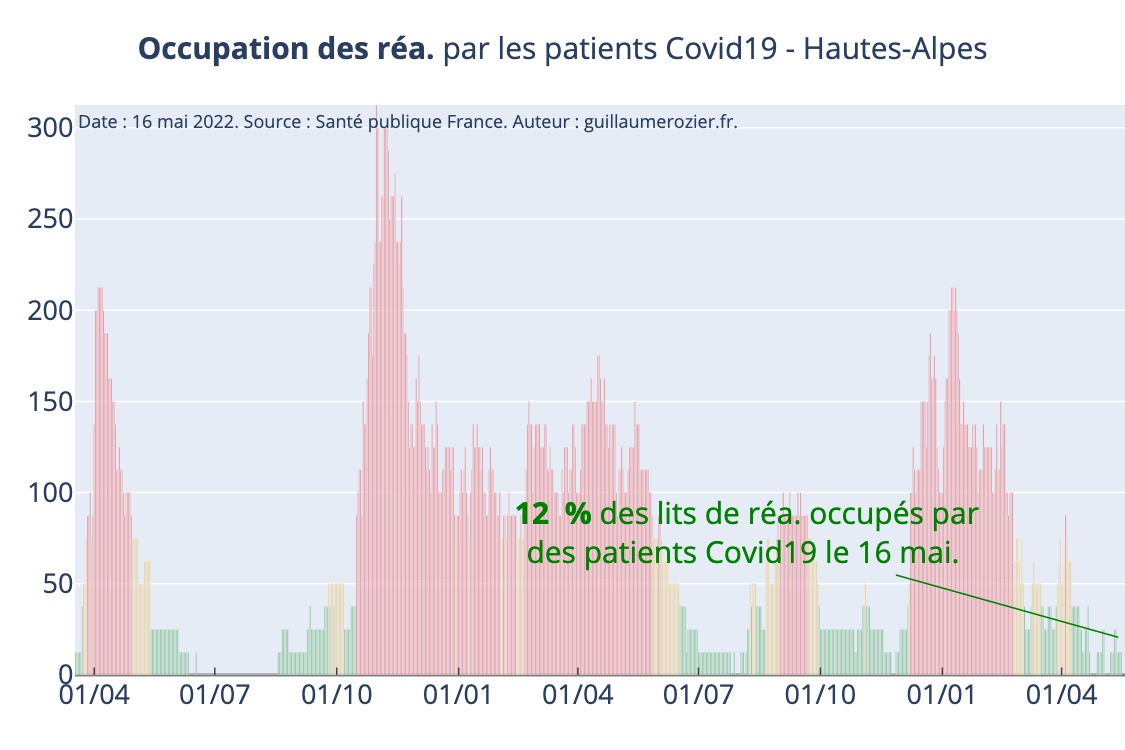 Occupation des réa. par les patients Covid19 - Hautes-Alpes
Date : 16 mai 2022. Source : Santé publique France. Auteur : guillaumerozier.fr.
300
250
200
150
100
50
0
12 % des lits de réa. occupés par
des patients Covid19 le 16 mai.
01/04 01/07 01/10 01/01 01/04 01/07 01/10 01/01 01/04